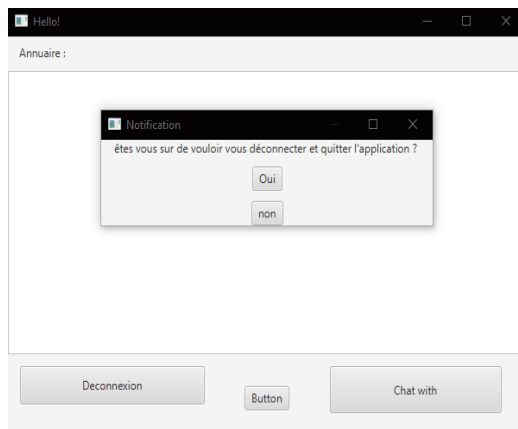 Hello!
Annuaire :
Notification
êtes vous sur de vouloir vous déconnecter et quitter l'application ?
Oui
non
Deconnexion
Button
Chat with